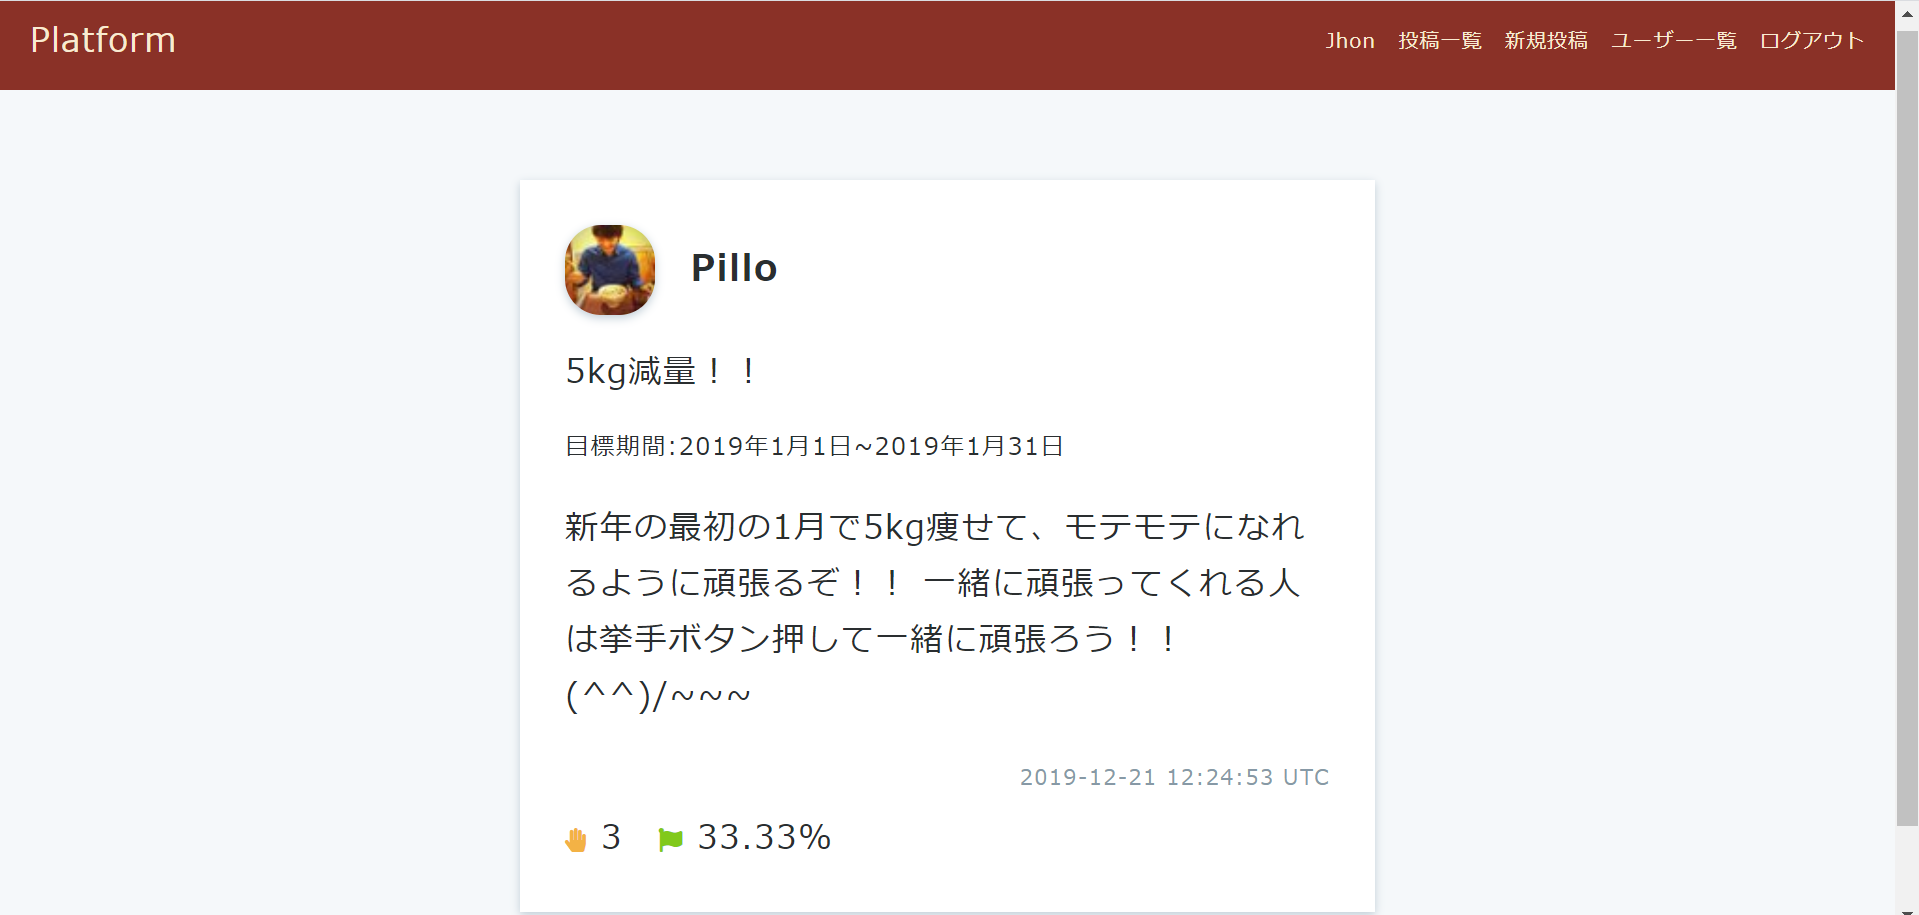 Platform
Jhon 投稿一覧 新規投稿 ユーザー一覧 ログアウト
Pillo
5kg減量！！
目標期間:2019年1月1日~2019年1月31日
新年の最初の1月で5kg痩せて、モテモテになれ
るように頑張るぞ！！ 一緒に頑張ってくれる人
は挙手ボタン押して一緒に頑張ろう！！
(^^)/~~~
2019-12-21 12:24:53 UTC
3 33.33%